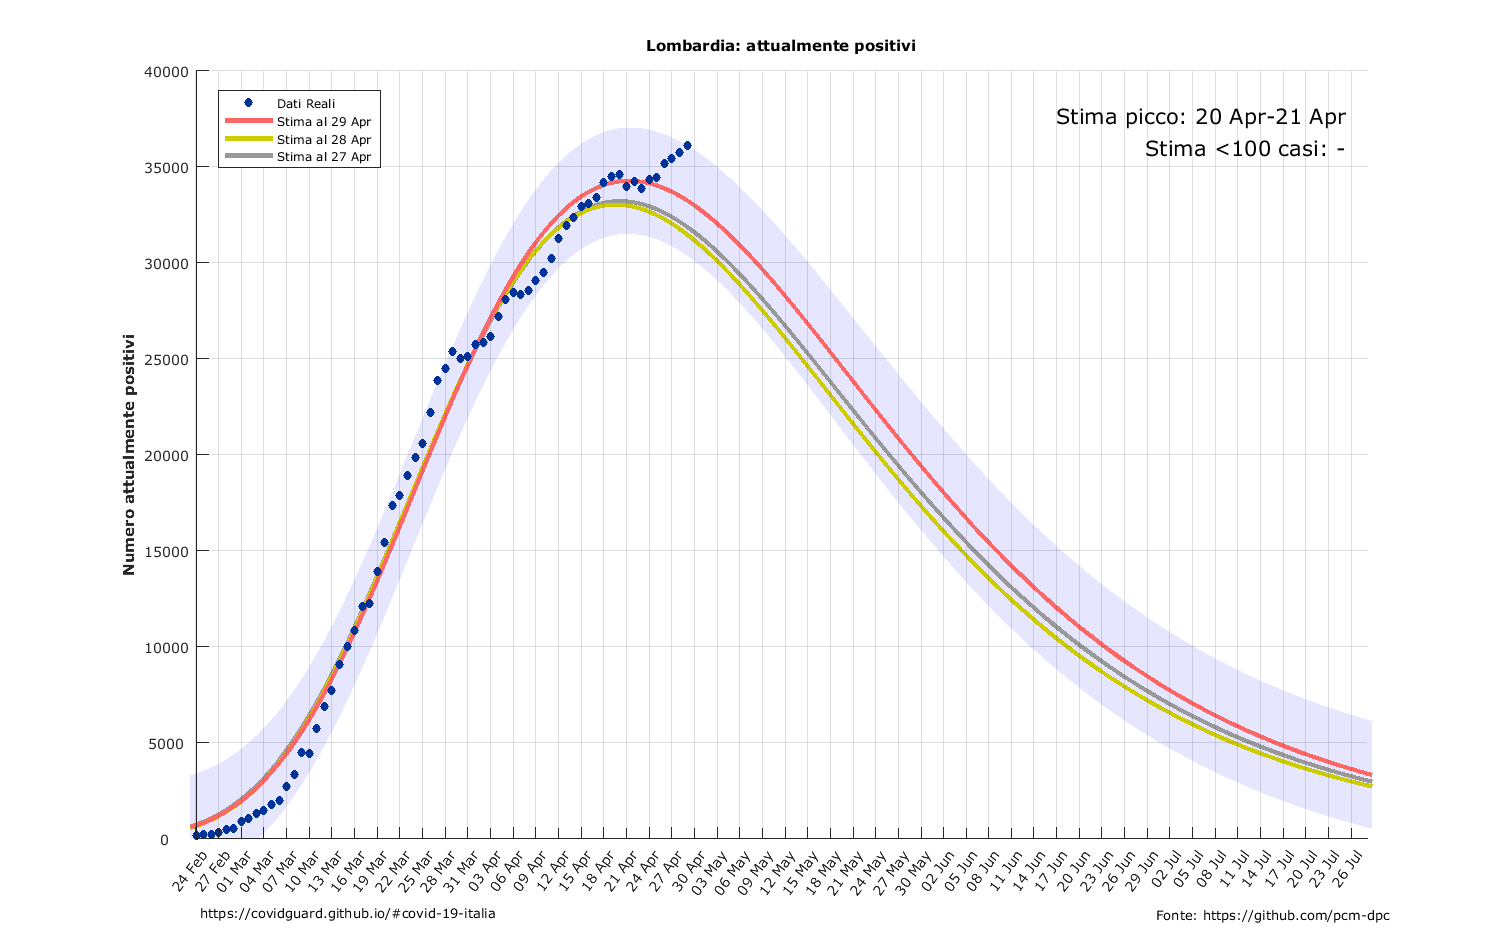 Lombardia: attualmente positivi
40000
35000
30000
25000
20000
15000
10000
5000
0
Numero attualmente positivi
Dati Reali
Stima al 29 Apr
Stima al 28 Apr
Stima al 27 Apr
Stima picco: 20 Apr-21 Apr
Stima <100 casi: -
24 Feb
27 Feb
01 Mar
04 Mar
07 Mar
10 Mar
13 Mar
16 Mar
19 Mar
22 Mar
25 Mar
28 Mar
31 Mar
03 Apr
06 Apr
09 Apr
12 Apr
15 Apr
18 Apr
21 Apr
24 Apr
27 Apr
30 Apr
03 May
06 May
09 May
12 May
15 May
18 May
21 May
24 May
27 May
30 May
02 Jun
05 Jun
08 Jun
11 Jun
14 Jun
17 Jun
20 Jun
23 Jun
26 Jun
29 Jun
02 Jul
05 Jul
08 Jul
11 Jul
14 Jul
17 Jul
20 Jul
23 Jul
26 Jul
https://covidguard.github.io/#covid-19-italia
Fonte: https://github.com/pcm-dpc